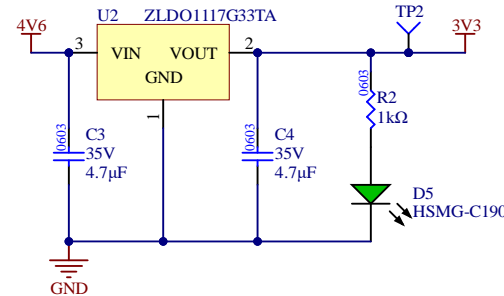 U2 ZLDO1117G33TA TP2
4V6 3V3
3 VIN VOUT 2
GND
1
0603
C3
35V
4.7µF
0603
C4
35V
4.7µF
0603
R2
1kΩ
D5
HSMG-C190
GND